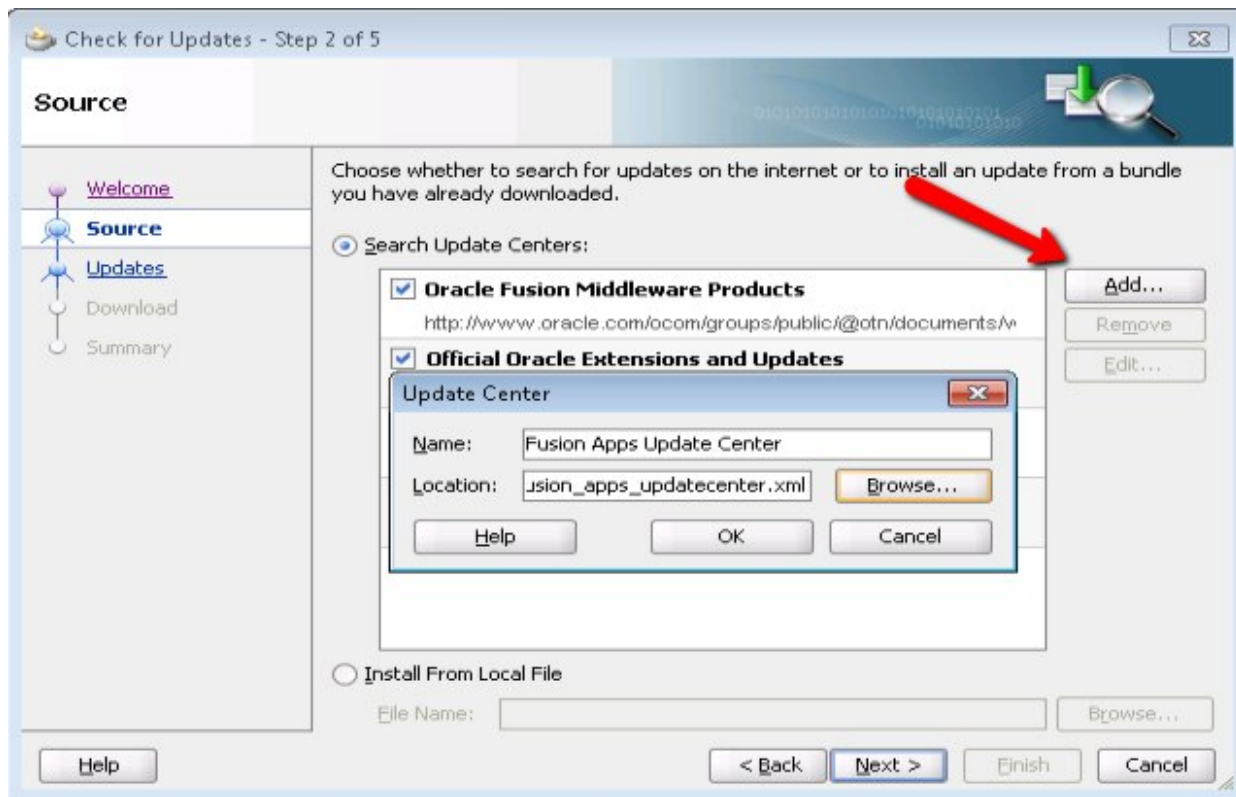 Check for Updates - Step 2 of 5
Source
Welcome
Source
Updates
Download
Summary
Choose whether to search for updates on the internet or to install an update from a bundle
you have already downloaded.
Search Update Centers:
Oracle Fusion Middleware Products
http://www.oracle.com/ocom/groups/public/@otn/documents/w
Official Oracle Extensions and Updates
Add...
Remove
Edit...
Update Center
Name: Fusion Apps Update Center
Location: usion_apps_updatecenter.xml Browse...
Help OK Cancel
Install From Local File
File Name: Browse...
Help < Back Next > Finish Cancel